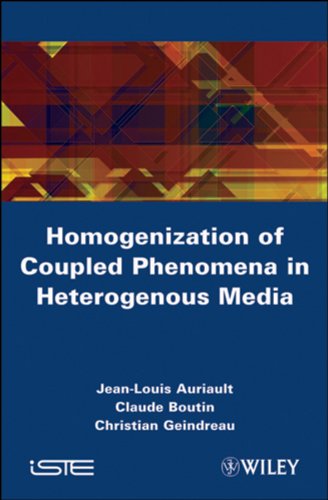 Homogenization of
Coupled Phenomena in
Heterogenous Media
Jean-Louis Auriault
Claude Boutin
Christian Geindreau
iSTE
WILEY